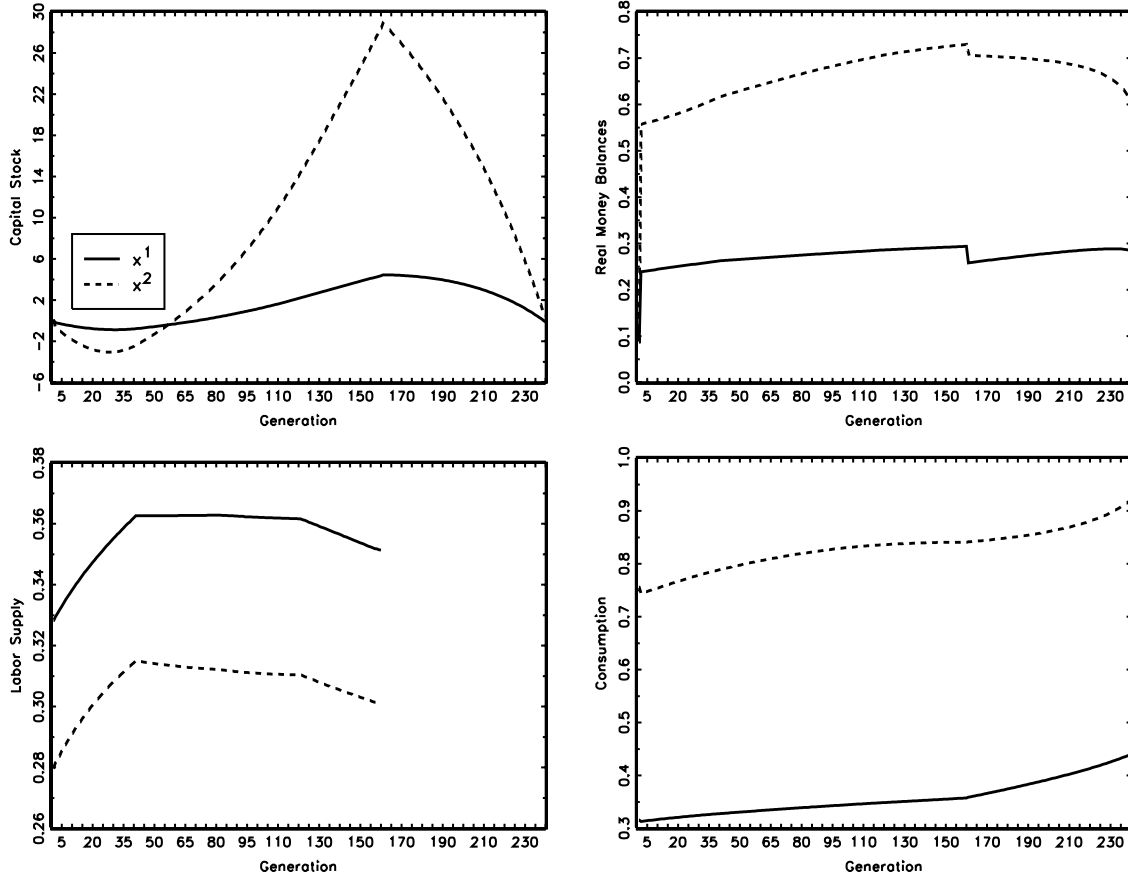 Capital Stock
30
26
22
18
14
10
6
2
−2
−6
x1
x2
5 20 35 50 65 80 95 110 130 150 170 190 210 230
Generation
Real Money Balances
0.8
0.7
0.6
0.5
0.4
0.3
0.2
0.1
0.0
5 20 35 50 65 80 95 110 130 150 170 190 210 230
Generation
Labor Supply
0.38
0.36
0.34
0.32
0.30
0.28
0.26
5 20 35 50 65 80 95 110 130 150 170 190 210 230
Generation
Consumption
1.0
0.9
0.8
0.7
0.6
0.5
0.4
0.3
5 20 35 50 65 80 95 110 130 150 170 190 210 230
Generation